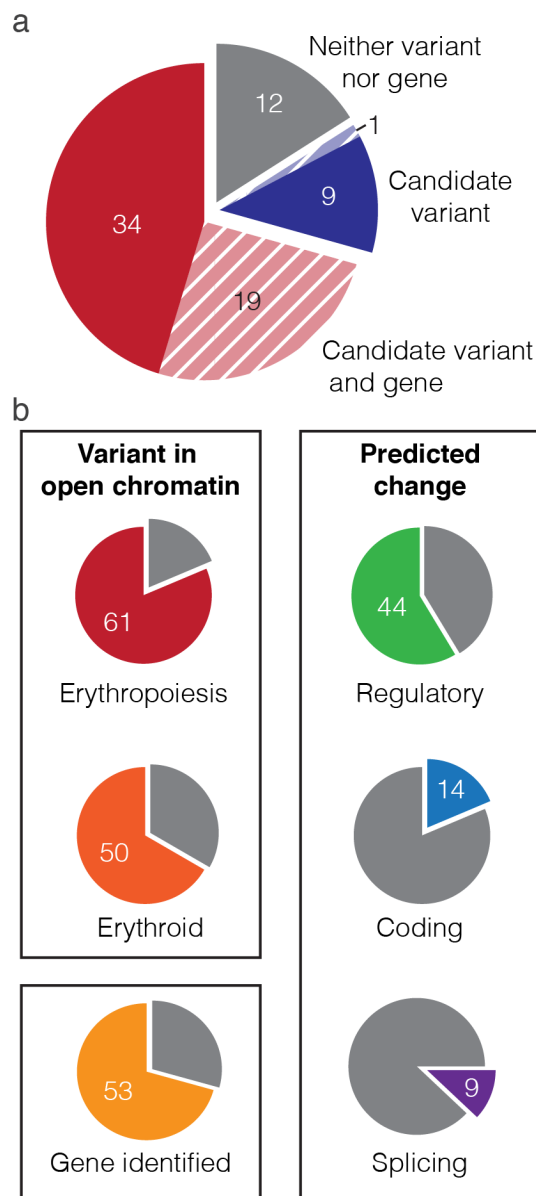 a
Neither variant
nor gene
12
1
9
Candidate
variant
34
19
Candidate variant
and gene
b
Variant in
open chromatin
61
Erythropoiesis
50
Erythroid
53
Gene identified
Predicted
change
44
Regulatory
14
Coding
9
Splicing